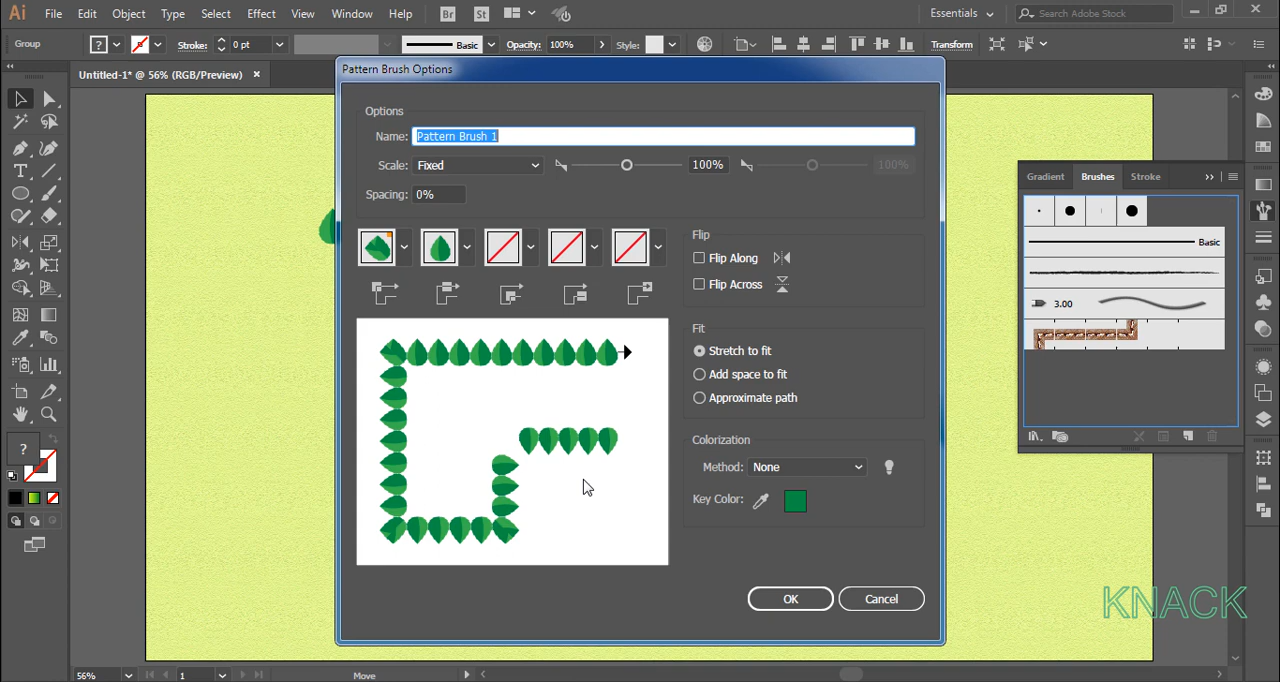 Ai File Edit Object Type Select Effect View Window Help Br St Essentials Search Adobe Stock
Group ? Stroke: 0 pt Basic Opacity: 100% Style: Transform
Untitled-1* @ 56% (RGB/Preview)
Pattern Brush Options
Options
Name: Pattern Brush 1
Scale: Fixed 100% 100%
Spacing: 0%
Flip
Flip Along
Flip Across
Fit
Stretch to fit
Add space to fit
Approximate path
Colorization
Method: None
Key Color:
OK Cancel
Gradient Brushes Stroke
Basic
3.00
?
KNACK
56% 1 Move